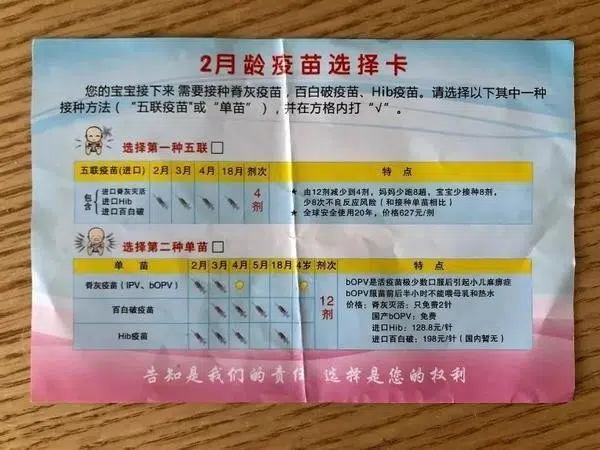 2月龄疫苗选择卡
您的宝宝接下来 需要接种脊灰疫苗，百白破疫苗、Hib疫苗。请选择以下其中一种
接种方法（“五联疫苗"或“单苗”），并在方格内打“√”。
选择第一种五联□
五联疫苗(进口) 2月 3月 4月 18月 剂次 特 点
包含 进口脊灰灭活
进口Hib
进口百白破
4剂
★ 由12剂减少到4剂，妈妈少跑8趟，宝宝少接种8剂，
少8次不良反应风险（和接种单苗相比）
★ 全球安全使用20年，价格627元/剂
选择第二种单苗□
单 苗 2月 3月 4月 5月 18月 4岁 剂次 特 点
脊灰疫苗（IPV、bOPV）
百白破疫苗
Hib疫苗
12剂
bOPV是活疫苗极少数口服后引起小儿麻痹症
bOPV服苗前后半小时不能喂母乳和热水
价格：脊灰灭活：只免费2针
国产bOPV：免费
进口Hib：128.8元/针
进口百白破：198元/针（国内暂无）
告知是我们的责任 选择是您的权利